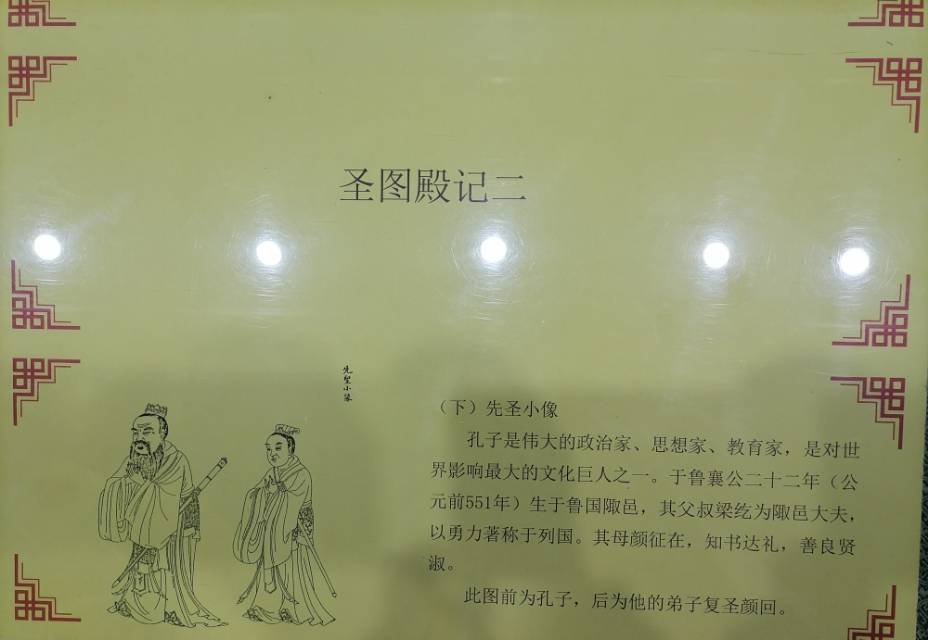 圣图殿记二
先圣小像
（下）先圣小像
孔子是伟大的政治家、思想家、教育家，是对世
界影响最大的文化巨人之一。于鲁襄公二十二年（公
元前551年）生于鲁国陬邑，其父叔梁纥为陬邑大夫，
以勇力著称于列国。其母颜征在，知书达礼，善良贤
淑。
此图前为孔子，后为他的弟子复圣颜回。